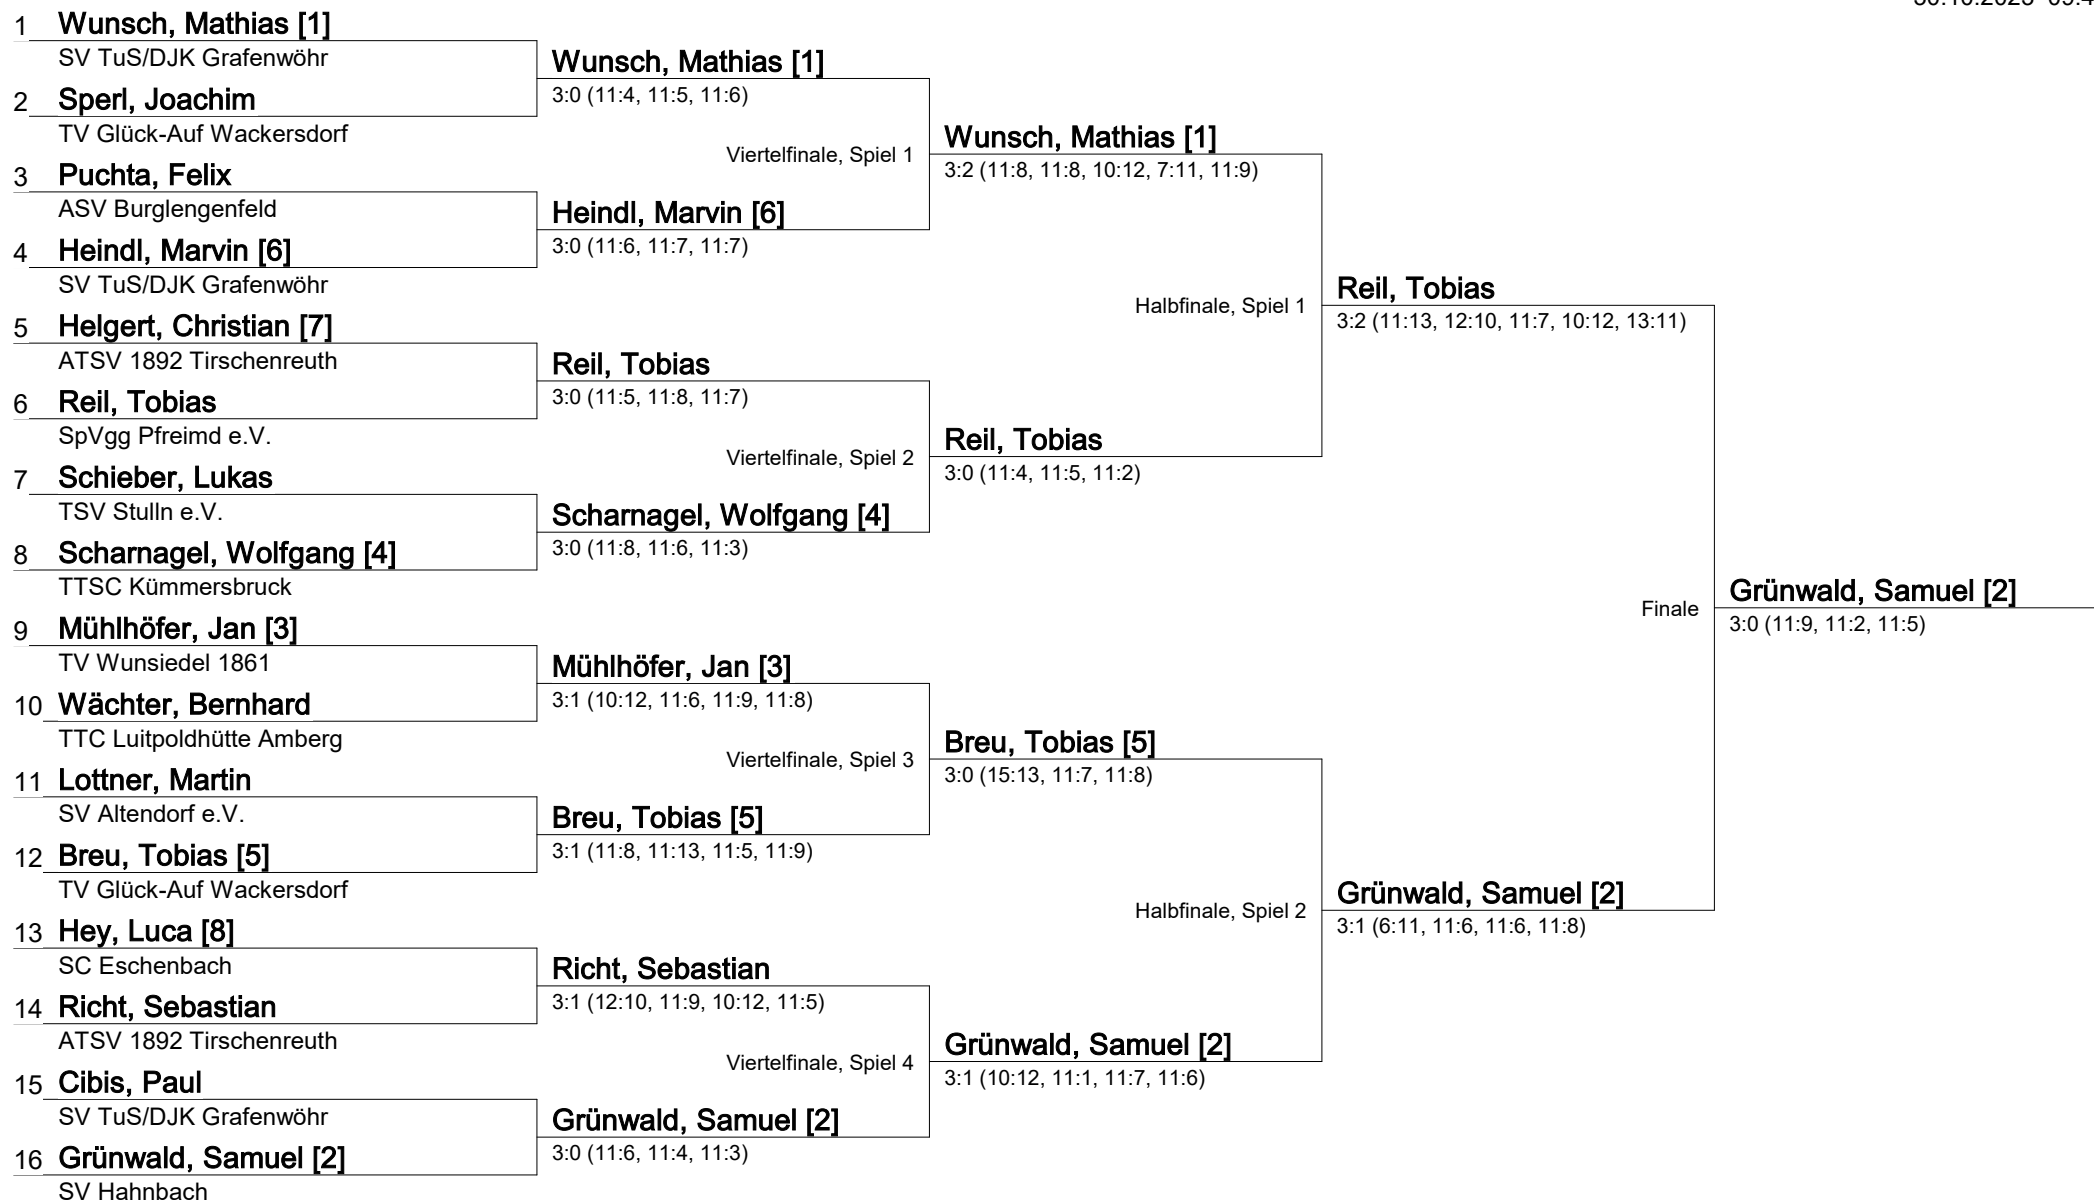 1 Wunsch, Mathias [1]
SV TuS/DJK Grafenwöhr
2 Sperl, Joachim
TV Glück-Auf Wackersdorf
3 Puchta, Felix
ASV Burglengenfeld
4 Heindl, Marvin [6]
SV TuS/DJK Grafenwöhr
5 Helgert, Christian [7]
ATSV 1892 Tirschenreuth
6 Reil, Tobias
SpVgg Pfreimd e.V.
7 Schieber, Lukas
TSV Stulln e.V.
8 Scharnagel, Wolfgang [4]
TTSC Kümmersbruck
9 Mühlhöfer, Jan [3]
TV Wunsiedel 1861
10 Wächter, Bernhard
TTC Luitpoldhütte Amberg
11 Lottner, Martin
SV Altendorf e.V.
12 Breu, Tobias [5]
TV Glück-Auf Wackersdorf
13 Hey, Luca [8]
SC Eschenbach
14 Richt, Sebastian
ATSV 1892 Tirschenreuth
15 Cibis, Paul
SV TuS/DJK Grafenwöhr
16 Grünwald, Samuel [2]
SV Hahnbach
Wunsch, Mathias [1]
3:0 (11:4, 11:5, 11:6)
Viertelfinale, Spiel 1
Heindl, Marvin [6]
3:0 (11:6, 11:7, 11:7)
Reil, Tobias
3:0 (11:5, 11:8, 11:7)
Viertelfinale, Spiel 2
Scharnagel, Wolfgang [4]
3:0 (11:8, 11:6, 11:3)
Mühlhöfer, Jan [3]
3:1 (10:12, 11:6, 11:9, 11:8)
Viertelfinale, Spiel 3
Breu, Tobias [5]
3:1 (11:8, 11:13, 11:5, 11:9)
Richt, Sebastian
3:1 (12:10, 11:9, 10:12, 11:5)
Viertelfinale, Spiel 4
Grünwald, Samuel [2]
3:0 (11:6, 11:4, 11:3)
Wunsch, Mathias [1]
3:2 (11:8, 11:8, 10:12, 7:11, 11:9)
Halbfinale, Spiel 1
Reil, Tobias
3:0 (11:4, 11:5, 11:2)
Breu, Tobias [5]
3:0 (15:13, 11:7, 11:8)
Halbfinale, Spiel 2
Grünwald, Samuel [2]
3:1 (10:12, 11:1, 11:7, 11:6)
Reil, Tobias
3:2 (11:13, 12:10, 11:7, 10:12, 13:11)
Finale
Grünwald, Samuel [2]
3:1 (6:11, 11:6, 11:6, 11:8)
Grünwald, Samuel [2]
3:0 (11:9, 11:2, 11:5)